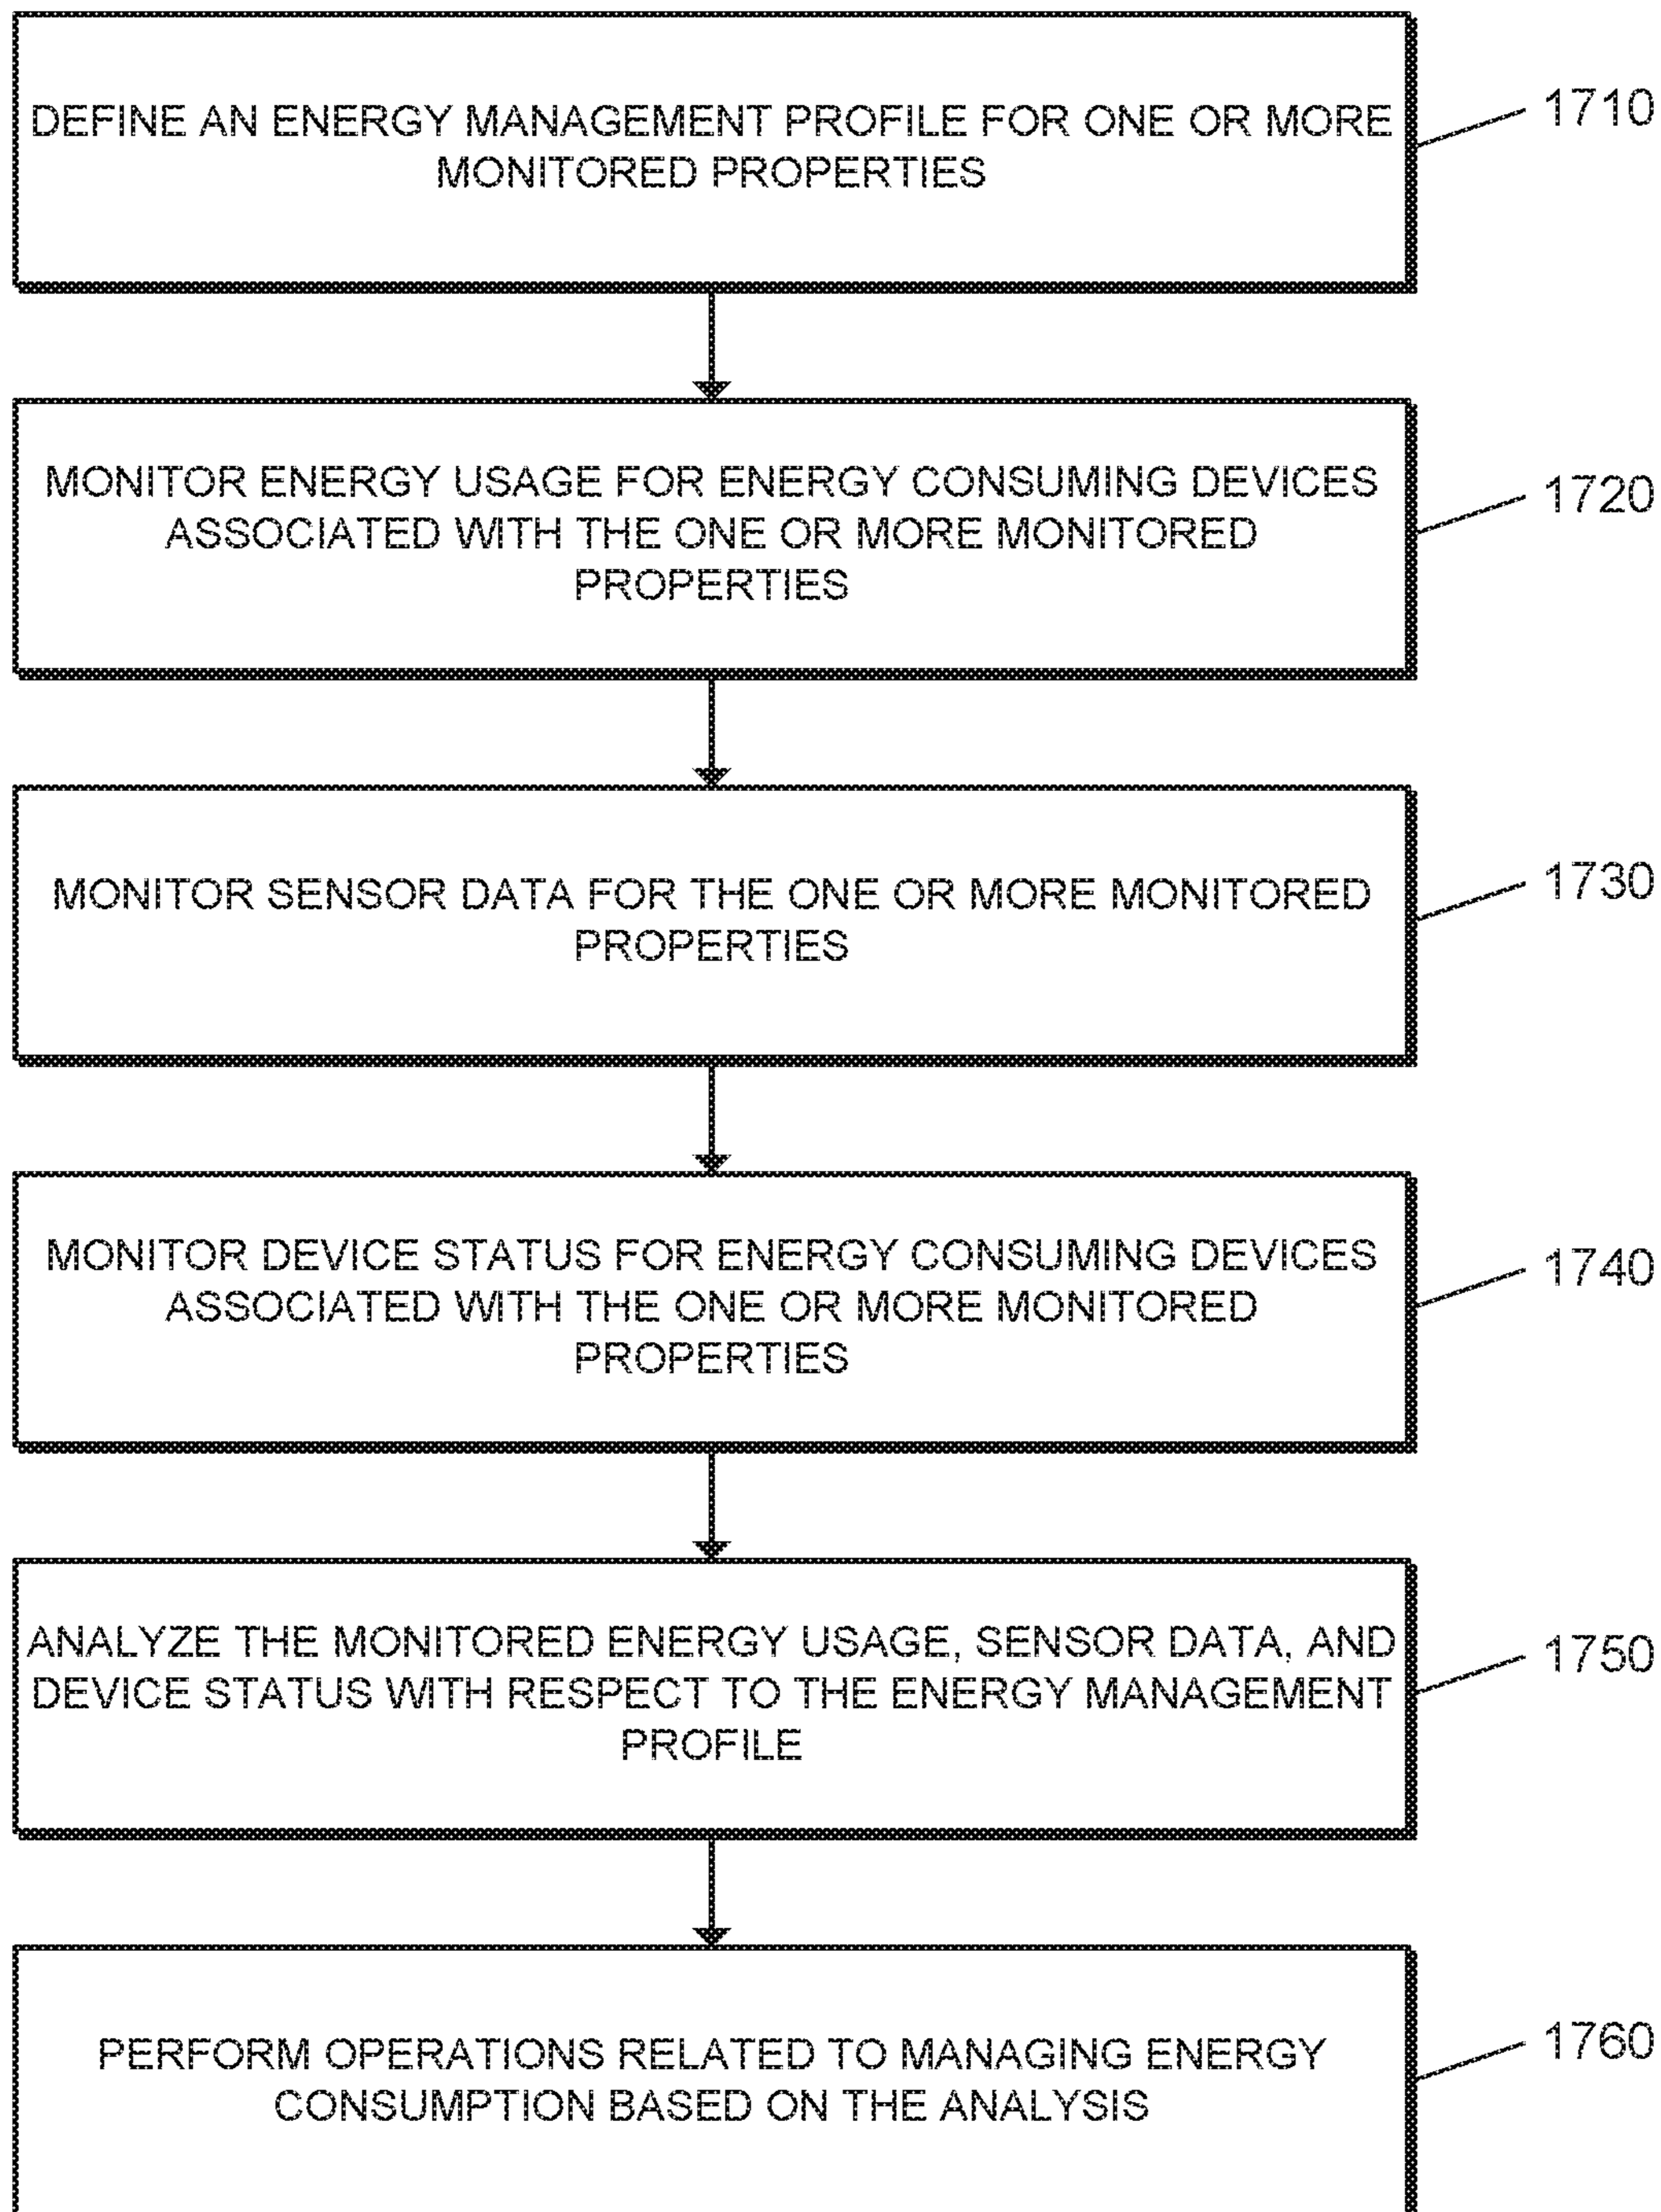 DEFINE AN ENERGY MANAGEMENT PROFILE FOR ONE OR MORE
MONITORED PROPERTIES
1710
MONITOR ENERGY USAGE FOR ENERGY CONSUMING DEVICES
ASSOCIATED WITH THE ONE OR MORE MONITORED
PROPERTIES
1720
MONITOR SENSOR DATA FOR THE ONE OR MORE MONITORED
PROPERTIES
1730
MONITOR DEVICE STATUS FOR ENERGY CONSUMING DEVICES
ASSOCIATED WITH THE ONE OR MORE MONITORED
PROPERTIES
1740
ANALYZE THE MONITORED ENERGY USAGE, SENSOR DATA, AND
DEVICE STATUS WITH RESPECT TO THE ENERGY MANAGEMENT
PROFILE
1750
PERFORM OPERATIONS RELATED TO MANAGING ENERGY
CONSUMPTION BASED ON THE ANALYSIS
1760